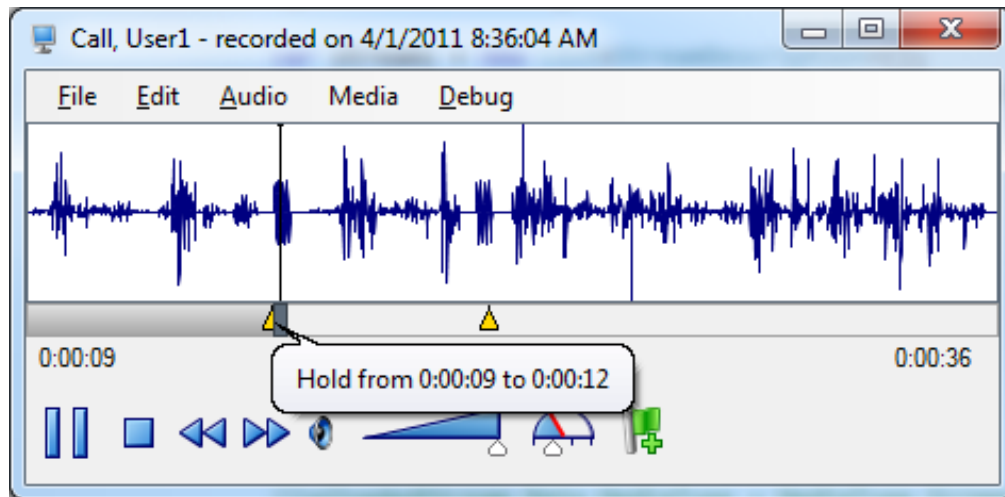 Call, User1 - recorded on 4/1/2011 8:36:04 AM
File Edit Audio Media Debug
0:00:09 0:00:36
Hold from 0:00:09 to 0:00:12